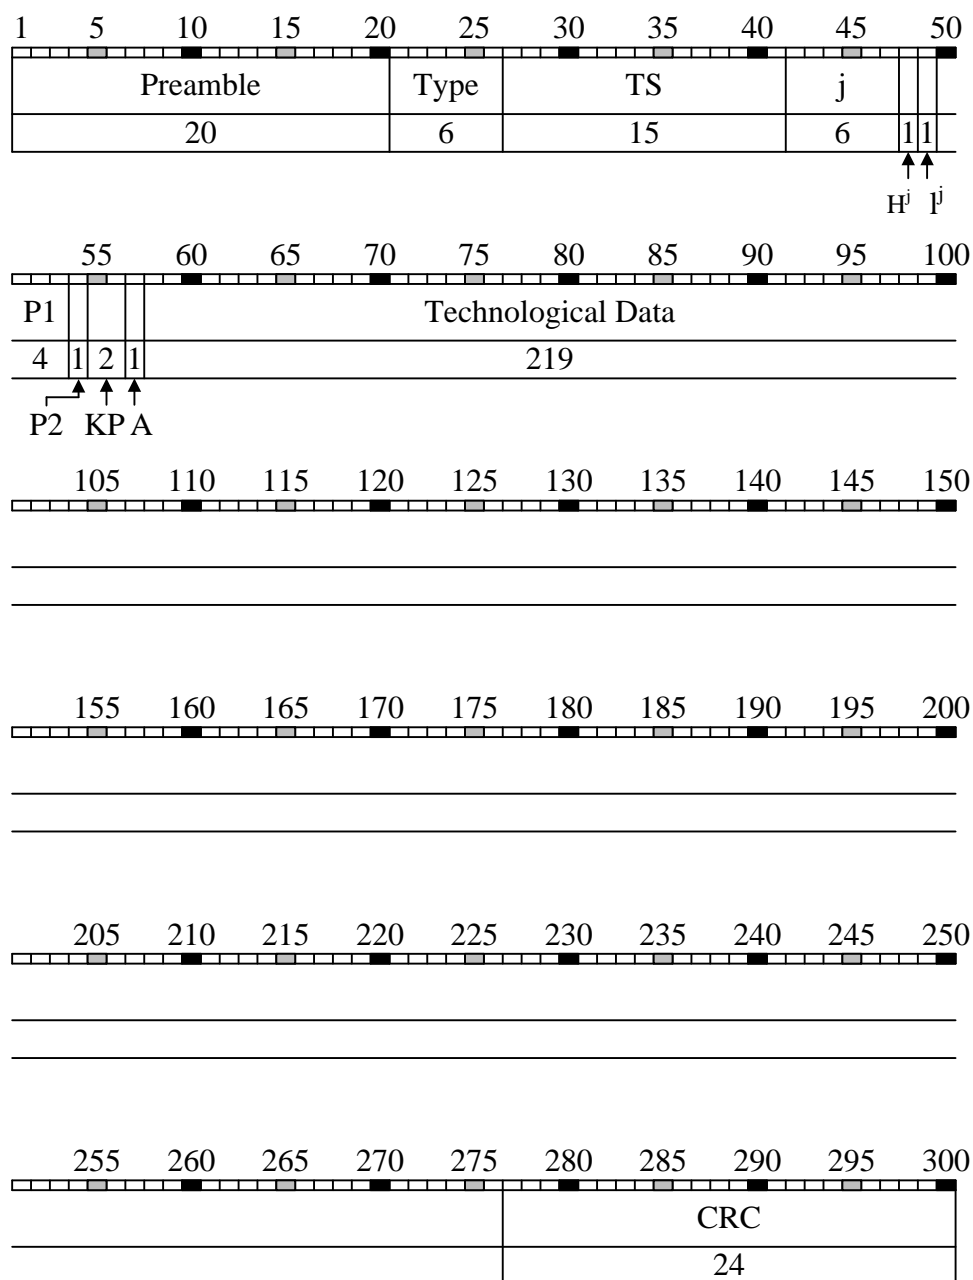 1 5 10 15 20 25 30 35 40 45 50
Preamble Type TS j
20 6 15 6 1 1
Hʲ lʲ
55 60 65 70 75 80 85 90 95 100
P1 Technological Data
4 1 2 1 219
P2 KP A
105 110 115 120 125 130 135 140 145 150
155 160 165 170 175 180 185 190 195 200
205 210 215 220 225 230 235 240 245 250
255 260 265 270 275 280 285 290 295 300
CRC
24